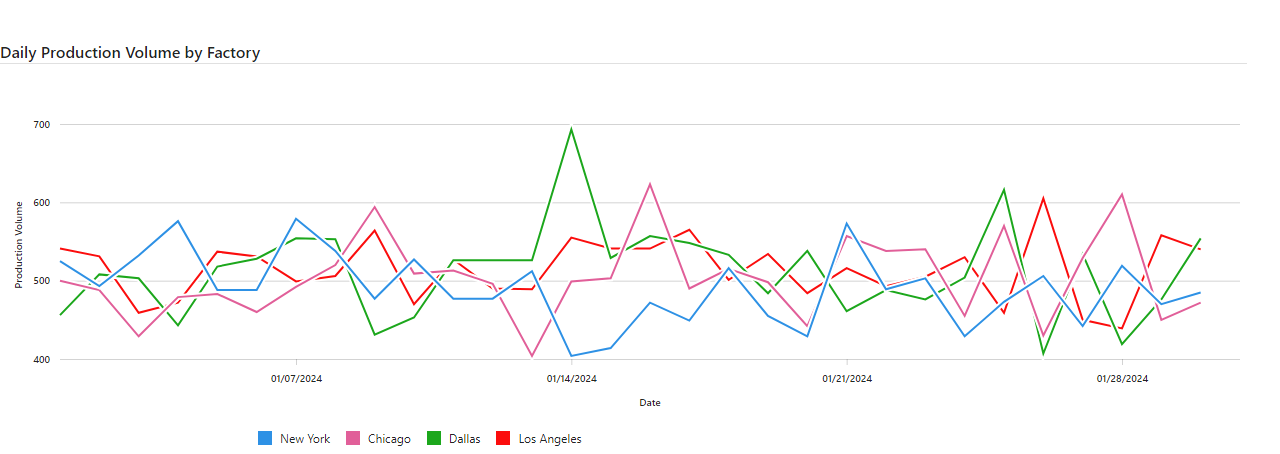 Daily Production Volume by Factory
700
600
500
400
Production Volume
01/07/2024 01/14/2024 01/21/2024 01/28/2024
Date
New York Chicago Dallas Los Angeles